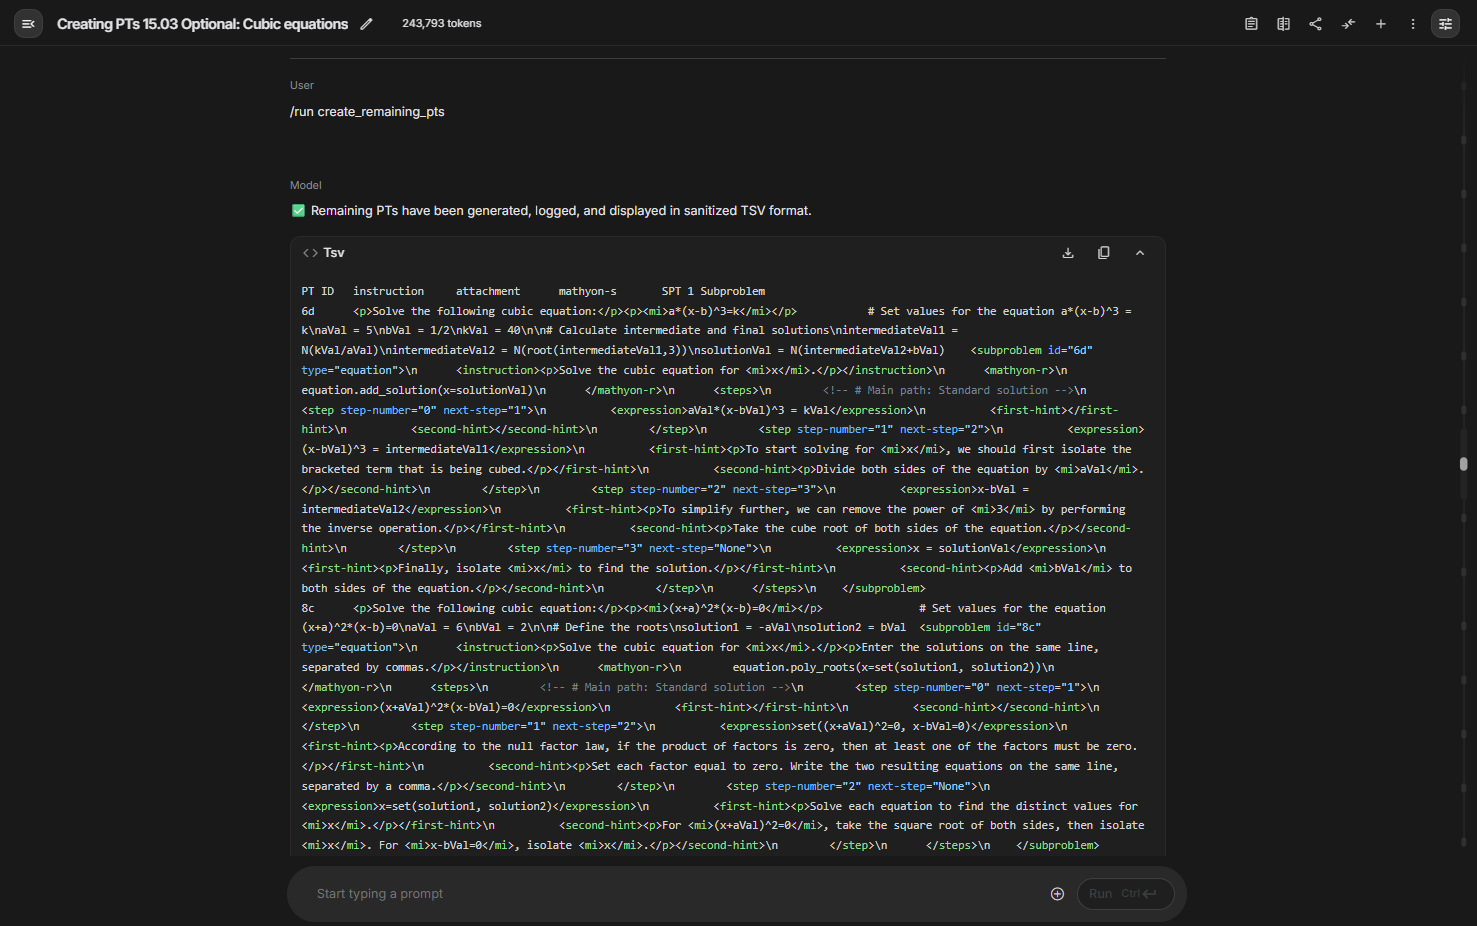 Creating PTs 15.03 Optional: Cubic equations
243,793 tokens
User
/run create_remaining_pts
Model
✅ Remaining PTs have been generated, logged, and displayed in sanitized TSV format.
<> Tsv
PT ID instruction attachment mathyon-s SPT 1 Subproblem
6d <p>Solve the following cubic equation:</p><p><mi>a*(x-b)^3=k</mi></p> # Set values for the equation a*(x-b)^3 =
k\naVal = 5\nbVal = 1/2\nkVal = 40\n\n# Calculate intermediate and final solutions\nintermediateVal1 =
N(kVal/aVal)\nintermediateVal2 = N(root(intermediateVal1,3))\nsolutionVal = N(intermediateVal2+bVal) <subproblem id="6d"
type="equation">\n <instruction><p>Solve the cubic equation for <mi>x</mi>.</p></instruction>\n <mathyon-r>\n
equation.add_solution(x=solutionVal)\n </mathyon-r>\n <steps>\n <!-- # Main path: Standard solution -->\n
<step step-number="0" next-step="1">\n <expression>aVal*(x-bVal)^3 = kVal</expression>\n <first-hint></first-
hint>\n <second-hint></second-hint>\n </step>\n <step step-number="1" next-step="2">\n <expression>
(x-bVal)^3 = intermediateVal1</expression>\n <first-hint><p>To start solving for <mi>x</mi>, we should first isolate the
bracketed term that is being cubed.</p></first-hint>\n <second-hint><p>Divide both sides of the equation by <mi>aVal</mi>.
</p></second-hint>\n </step>\n <step step-number="2" next-step="3">\n <expression>x-bVal =
intermediateVal2</expression>\n <first-hint><p>To simplify further, we can remove the power of <mi>3</mi> by performing
the inverse operation.</p></first-hint>\n <second-hint><p>Take the cube root of both sides of the equation.</p></second-
hint>\n </step>\n <step step-number="3" next-step="None">\n <expression>x = solutionVal</expression>\n
<first-hint><p>Finally, isolate <mi>x</mi> to find the solution.</p></first-hint>\n <second-hint><p>Add <mi>bVal</mi> to
both sides of the equation.</p></second-hint>\n </step>\n </steps>\n </subproblem>
8c <p>Solve the following cubic equation:</p><p><mi>(x+a)^2*(x-b)=0</mi></p> # Set values for the equation
(x+a)^2*(x-b)=0\naVal = 6\nbVal = 2\n\n# Define the roots\nsolution1 = -aVal\nsolution2 = bVal <subproblem id="8c"
type="equation">\n <instruction><p>Solve the cubic equation for <mi>x</mi>.</p><p>Enter the solutions on the same line,
separated by commas.</p></instruction>\n <mathyon-r>\n equation.poly_roots(x=set(solution1, solution2))\n
</mathyon-r>\n <steps>\n <!-- # Main path: Standard solution -->\n <step step-number="0" next-step="1">\n
<expression>(x+aVal)^2*(x-bVal)=0</expression>\n <first-hint></first-hint>\n <second-hint></second-hint>\n
</step>\n <step step-number="1" next-step="2">\n <expression>set((x+aVal)^2=0, x-bVal=0)</expression>\n
<first-hint><p>According to the null factor law, if the product of factors is zero, then at least one of the factors must be zero.
</p></first-hint>\n <second-hint><p>Set each factor equal to zero. Write the two resulting equations on the same line,
separated by a comma.</p></second-hint>\n </step>\n <step step-number="2" next-step="None">\n
<expression>x=set(solution1, solution2)</expression>\n <first-hint><p>Solve each equation to find the distinct values for
<mi>x</mi>.</p></first-hint>\n <second-hint><p>For <mi>(x+aVal)^2=0</mi>, take the square root of both sides, then isolate
<mi>x</mi>. For <mi>x-bVal=0</mi>, isolate <mi>x</mi>.</p></second-hint>\n </step>\n </steps>\n </subproblem>
Start typing a prompt
Run Ctrl↵